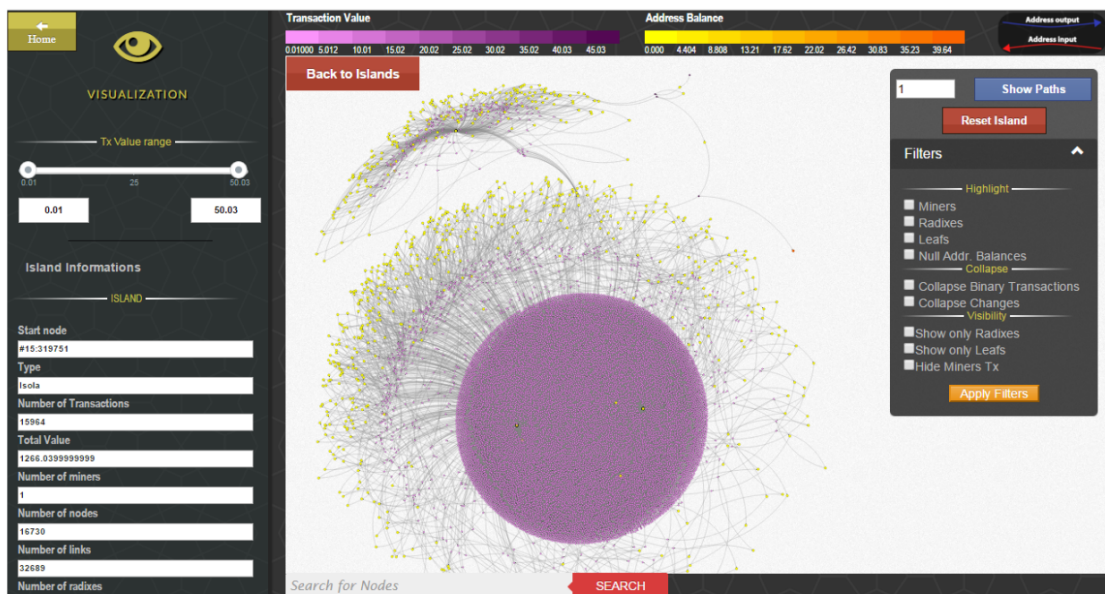 Home
VISUALIZATION
Tx Value range
0.01 25 50.03
0.01 50.03
Island Informations
ISLAND
Start node
#15:319751
Type
Isola
Number of Transactions
15964
Total Value
1266.0399999999
Number of miners
1
Number of nodes
16730
Number of links
32689
Number of radixes
Transaction Value
0.01000 5.012 10.01 15.02 20.02 25.02 30.02 35.02 40.03 45.03
Address Balance
0.000 4.404 8.808 13.21 17.62 22.02 26.42 30.83 35.23 39.64
Address output
Address input
Back to Islands
1 Show Paths
Reset Island
Filters
Highlight
Miners
Radixes
Leafs
Null Addr. Balances
Collapse
Collapse Binary Transactions
Collapse Changes
Visibility
Show only Radixes
Show only Leafs
Hide Miners Tx
Apply Filters
Search for Nodes SEARCH